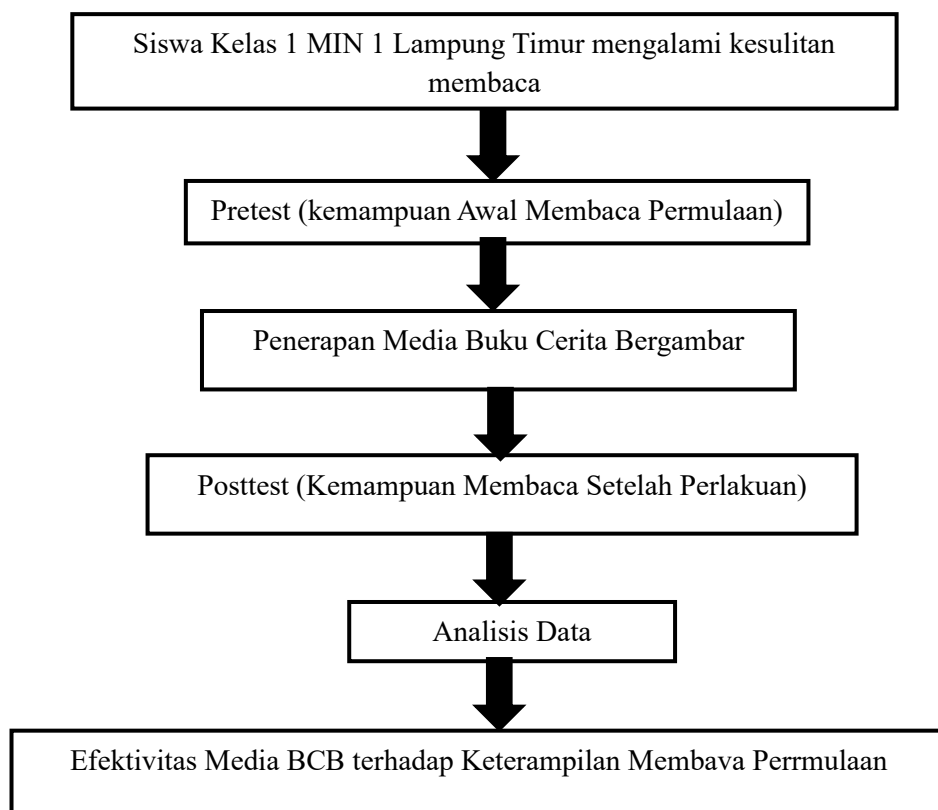 Siswa Kelas 1 MIN 1 Lampung Timur mengalami kesulitan
membaca
Pretest (kemampuan Awal Membaca Permulaan)
Penerapan Media Buku Cerita Bergambar
Posttest (Kemampuan Membaca Setelah Perlakuan)
Analisis Data
Efektivitas Media BCB terhadap Keterampilan Membava Perrmulaan